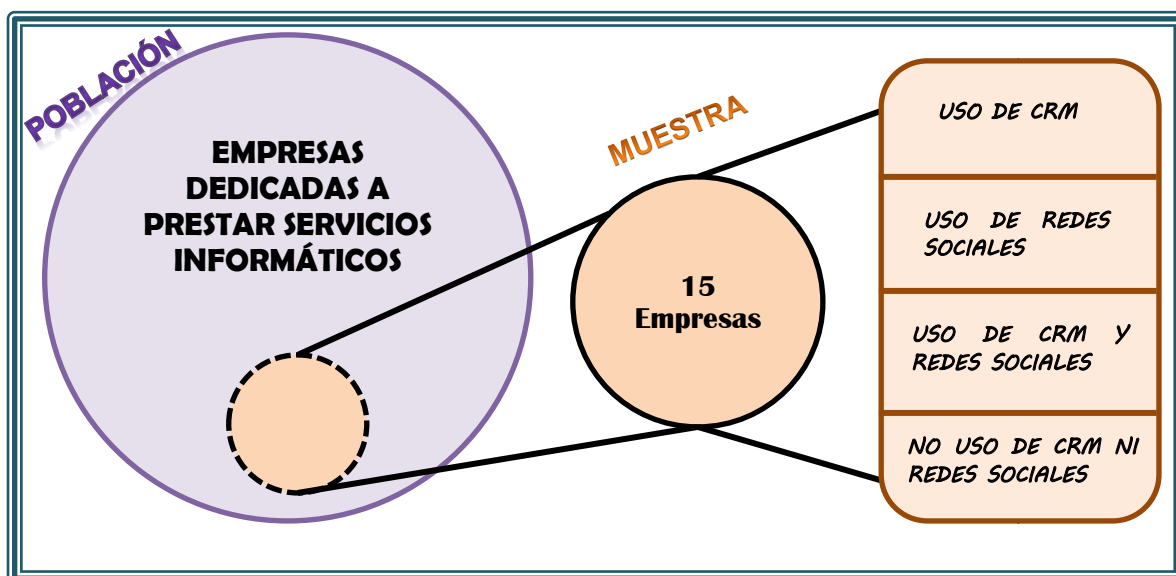 POBLACIÓN
EMPRESAS
DEDICADAS A
PRESTAR SERVICIOS
INFORMÁTICOS
MUESTRA
15
Empresas
USO DE CRM
USO DE REDES
SOCIALES
USO DE CRM Y
REDES SOCIALES
NO USO DE CRM NI
REDES SOCIALES